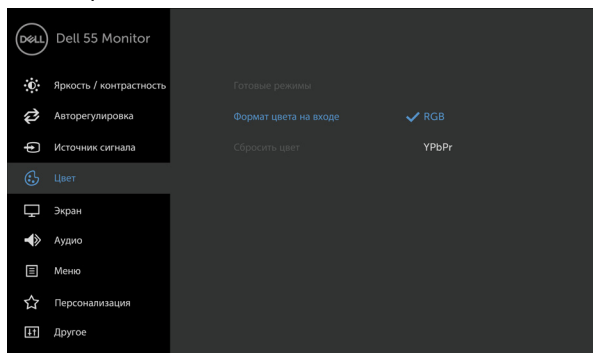 DELL
Dell 55 Monitor
Яркость / контрастность
Авторегулировка
Источник сигнала
Цвет
Экран
Аудио
Меню
Персонализация
Другое
Готовые режимы
Формат цвета на входе
RGB
Сбросить цвет
YPbPr